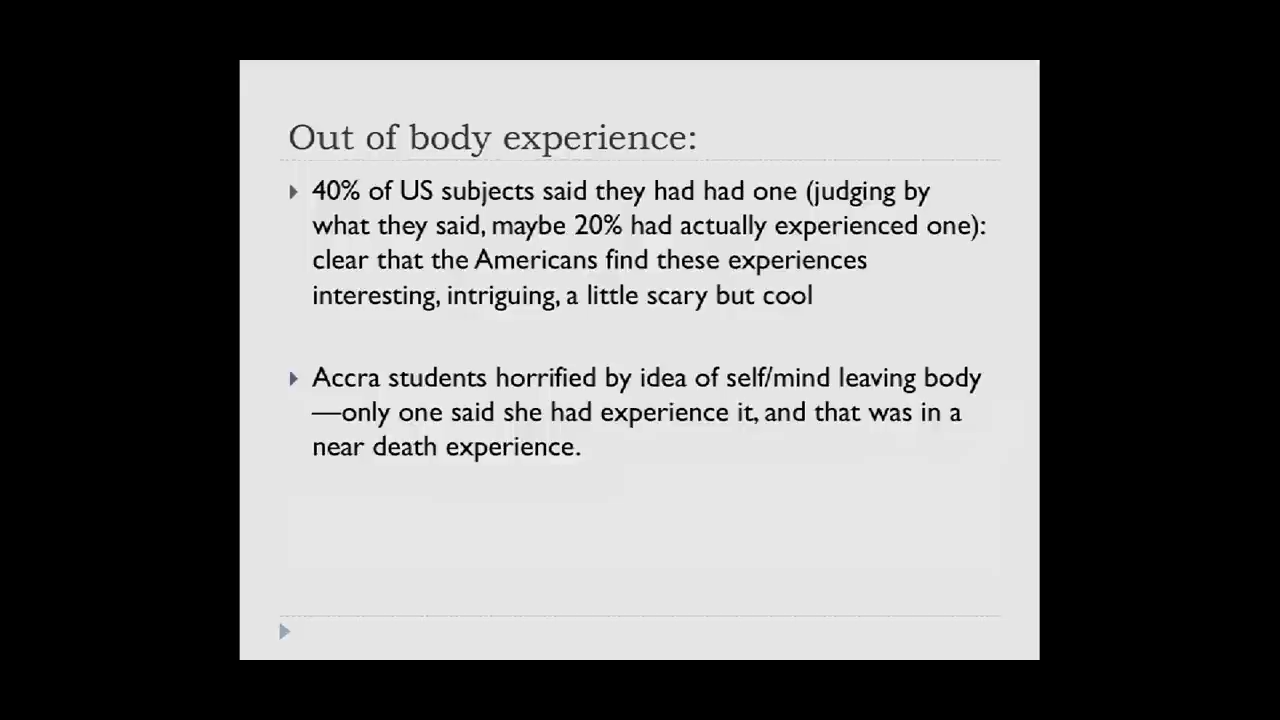 Out of body experience:
40% of US subjects said they had had one (judging by
what they said, maybe 20% had actually experienced one):
clear that the Americans find these experiences
interesting, intriguing, a little scary but cool
Accra students horrified by idea of self/mind leaving body
—only one said she had experience it, and that was in a
near death experience.